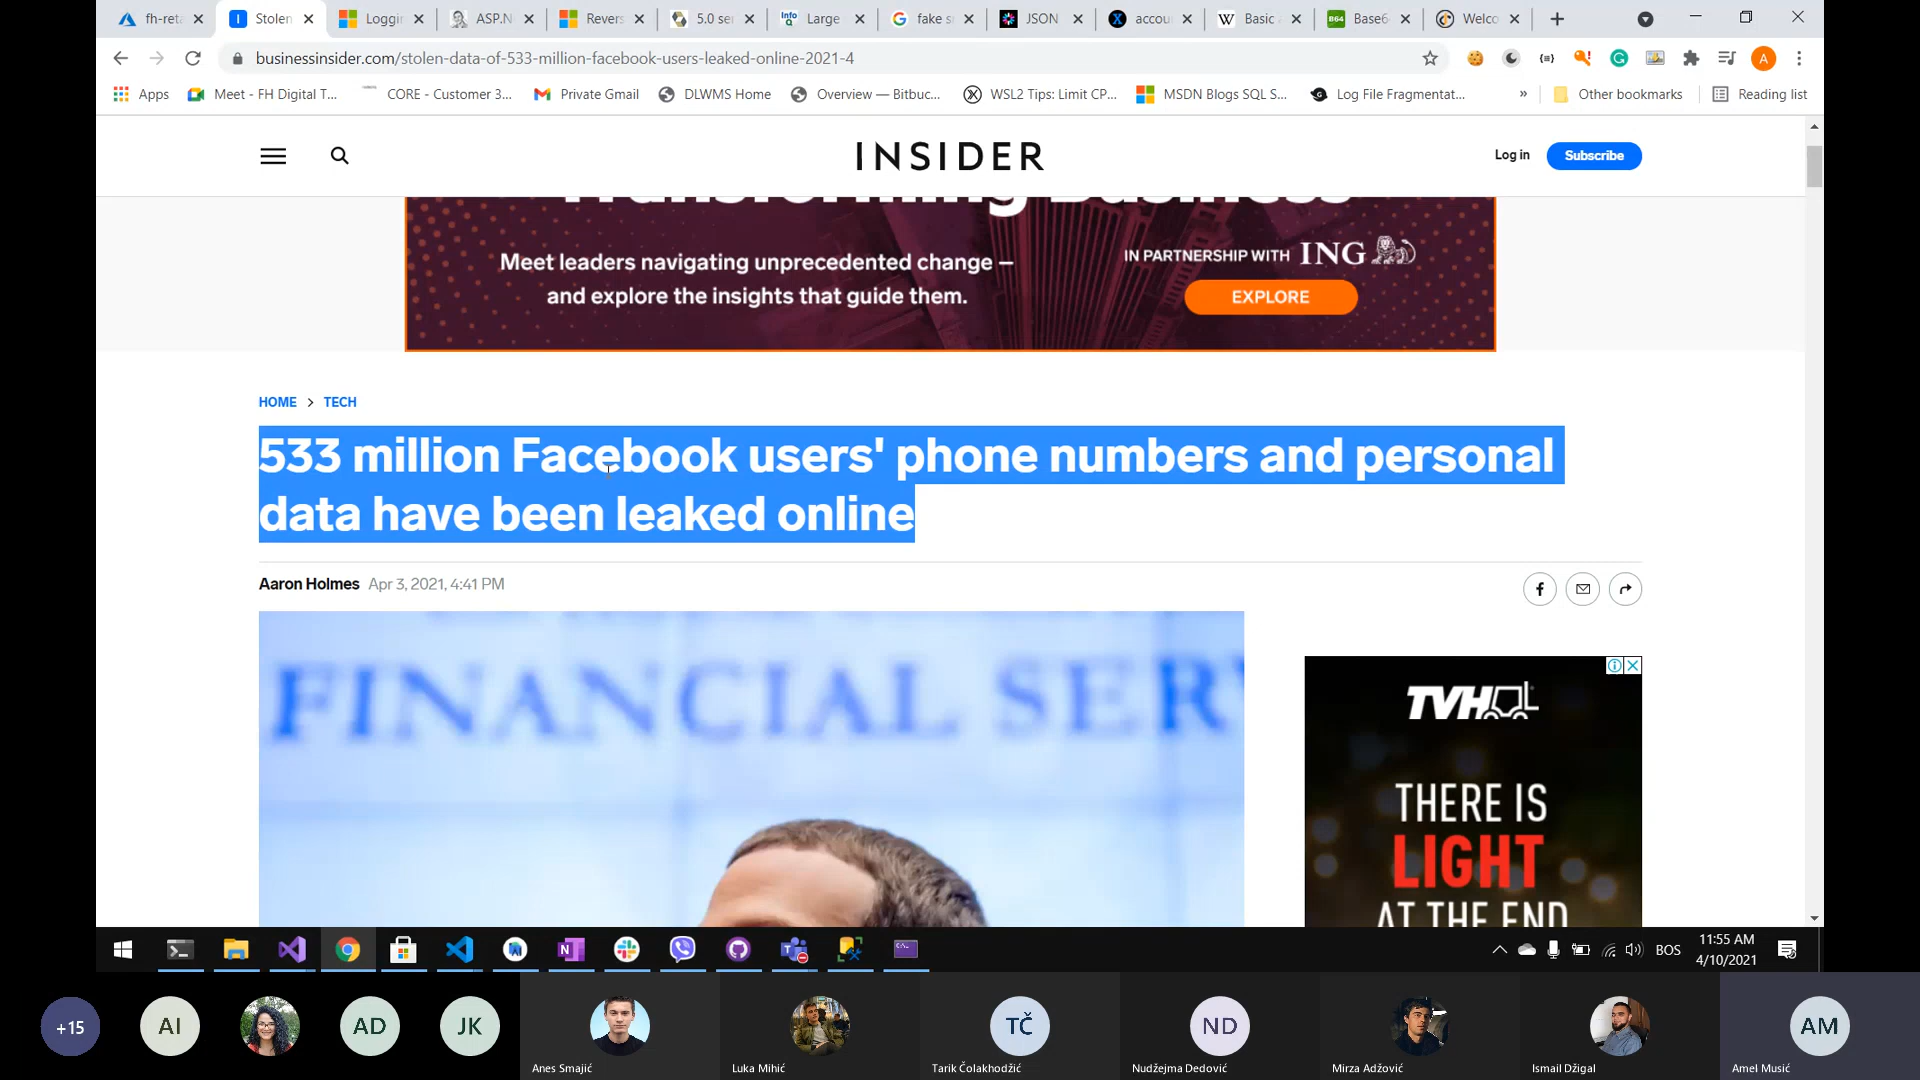 fh-reta
Stolen
Loggin
ASP.N
Revers
5.0 se
Large
fake s
JSON
accou
Basic
Base6
Welco
businessinsider.com/stolen-data-of-533-million-facebook-users-leaked-online-2021-4
A
Apps
Meet - FH Digital T...
CORE - Customer 3...
Private Gmail
DLWMS Home
Overview — Bitbuc...
WSL2 Tips: Limit CP...
MSDN Blogs SQL S...
Log File Fragmentat...
»
Other bookmarks
Reading list
INSIDER
Log in
Subscribe
Transforming Business
Meet leaders navigating unprecedented change —
and explore the insights that guide them.
IN PARTNERSHIP WITH ING
EXPLORE
HOME > TECH
533 million Facebook users' phone numbers and personal
data have been leaked online
Aaron Holmes Apr 3, 2021, 4:41 PM
FINANCIAL SER
TVH
THERE IS
LIGHT
AT THE END
BOS
11:55 AM
4/10/2021
+15
AI
AD
JK
TČ
ND
AM
Anes Smajić
Luka Mihić
Tarik Čolakhodžić
Nudžejma Dedović
Mirza Adžović
Ismail Džigal
Amel Musić